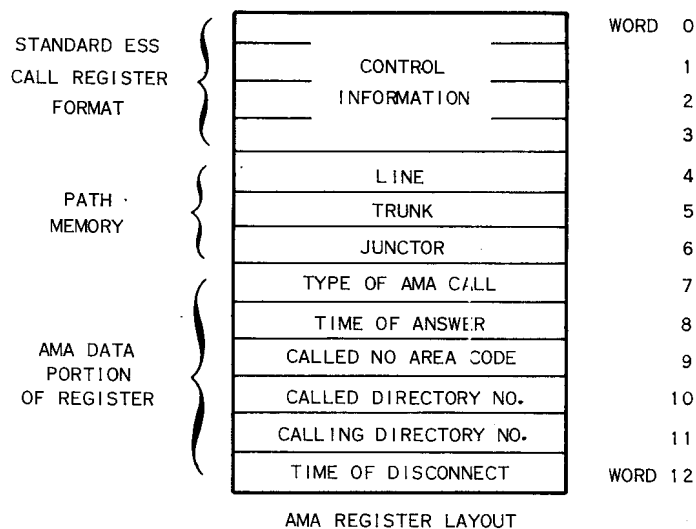 STANDARD ESS
CALL REGISTER
FORMAT
CONTROL
INFORMATION
WORD 0
1
2
3
PATH
MEMORY
LINE 4
TRUNK 5
JUNCTOR 6
AMA DATA
PORTION
OF REGISTER
TYPE OF AMA CALL 7
TIME OF ANSWER 8
CALLED NO AREA CODE 9
CALLED DIRECTORY NO. 10
CALLING DIRECTORY NO. 11
TIME OF DISCONNECT WORD 12
AMA REGISTER LAYOUT